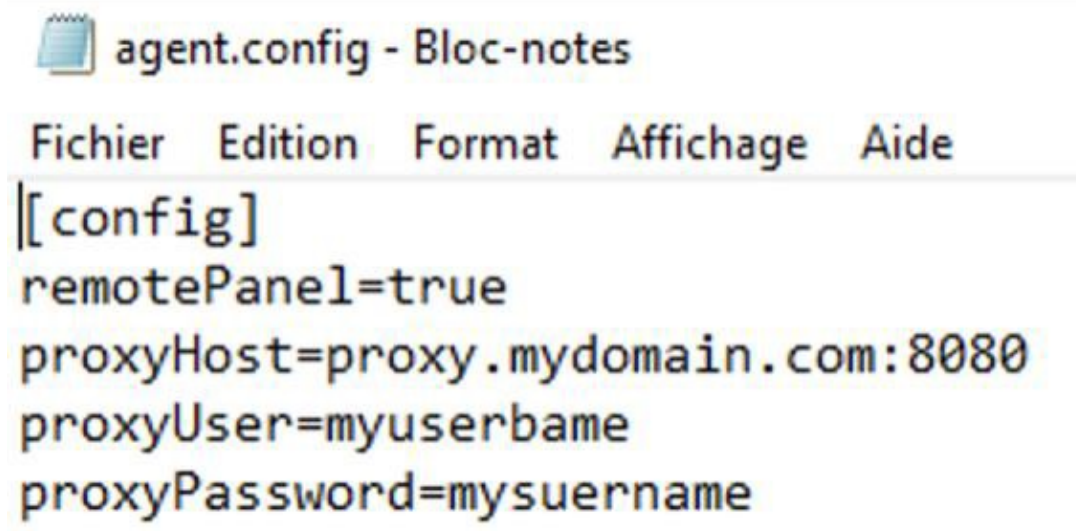 agent.config - Bloc-notes
Fichier Edition Format Affichage Aide
[config]
remotePanel=true
proxyHost=proxy.mydomain.com:8080
proxyUser=myuserbame
proxyPassword=mysuername